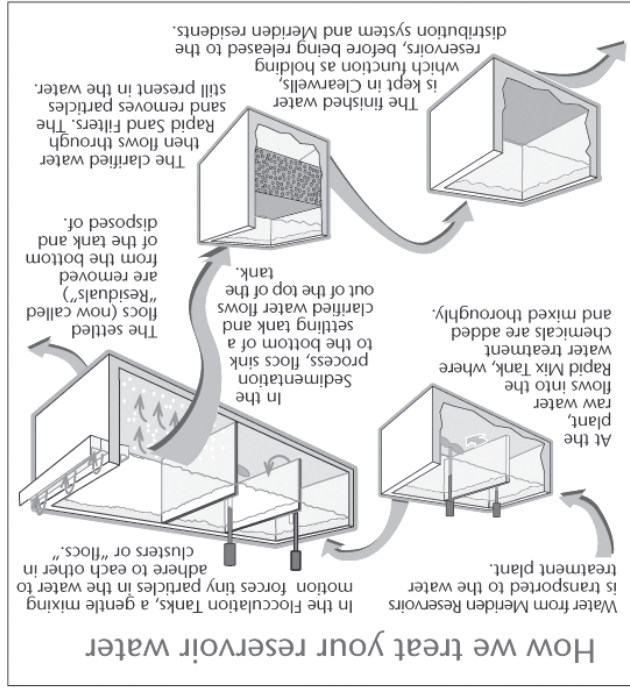 How we treat your reservoir water
Water from Meriden Reservoirs
is transported to the water
treatment plant.
At the
plant,
raw water
flows into the
Rapid Mix Tank, where
water treatment
chemicals are added
and mixed thoroughly.
In the Flocculation Tanks, a gentle mixing
motion forces tiny particles in the water to
adhere to each other in
clusters or “flocs.”
In the
Sedimentation
process, flocs sink
to the bottom of a
settling tank and
clarified water flows
out of the top of the
tank.
The settled
flocs (now called
“Residuals”)
are removed
from the bottom
of the tank and
disposed of.
The clarified water
then flows through
Rapid Sand Filters. The
sand removes particles
still present in the water.
The finished water
is kept in Clearwells,
which function as holding
reservoirs, before being released to the
distribution system and Meriden residents.